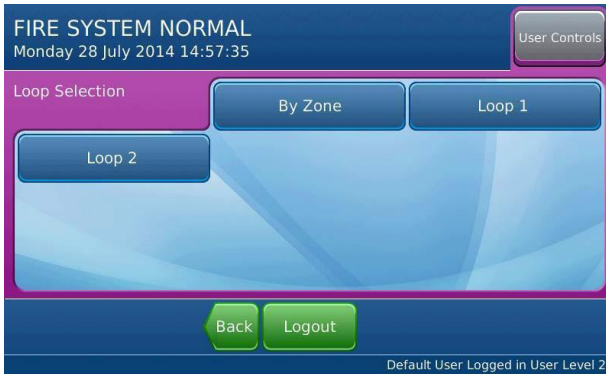 FIRE SYSTEM NORMAL
Monday 28 July 2014 14:57:35
User Controls
Loop Selection
By Zone
Loop 1
Loop 2
Back
Logout
Default User Logged in User Level 2